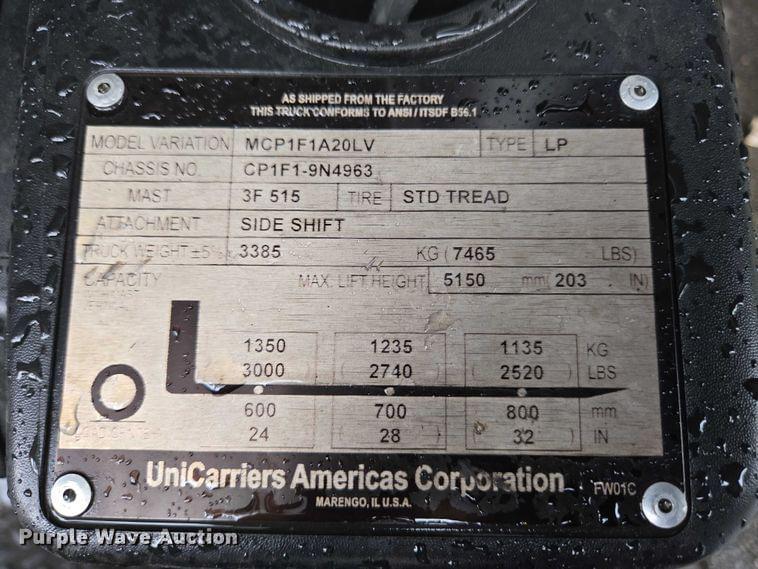 AS SHIPPED FROM THE FACTORY
THIS TRUCK CONFORMS TO ANSI / ITSDF B56.1
MODEL VARIATION MCP1F1A20LV TYPE LP
CHASSIS NO. CP1F1-9N4963
MAST 3F 515 TIRE STD TREAD
ATTACHMENT SIDE SHIFT
TRUCK WEIGHT ±5% 3385 KG ( 7465 LBS)
CAPACITY MAX. LIFT HEIGHT 5150 mm ( 203 . IN)
1350 1235 1135 KG
( 3000 ) ( 2740 ) ( 2520 ) LBS
600 700 800 mm
( 24 ) ( 28 ) ( 32 ) IN
UniCarriers Americas Corporation FW01C
MARENGO, IL U.S.A.
Purple Wave Auction